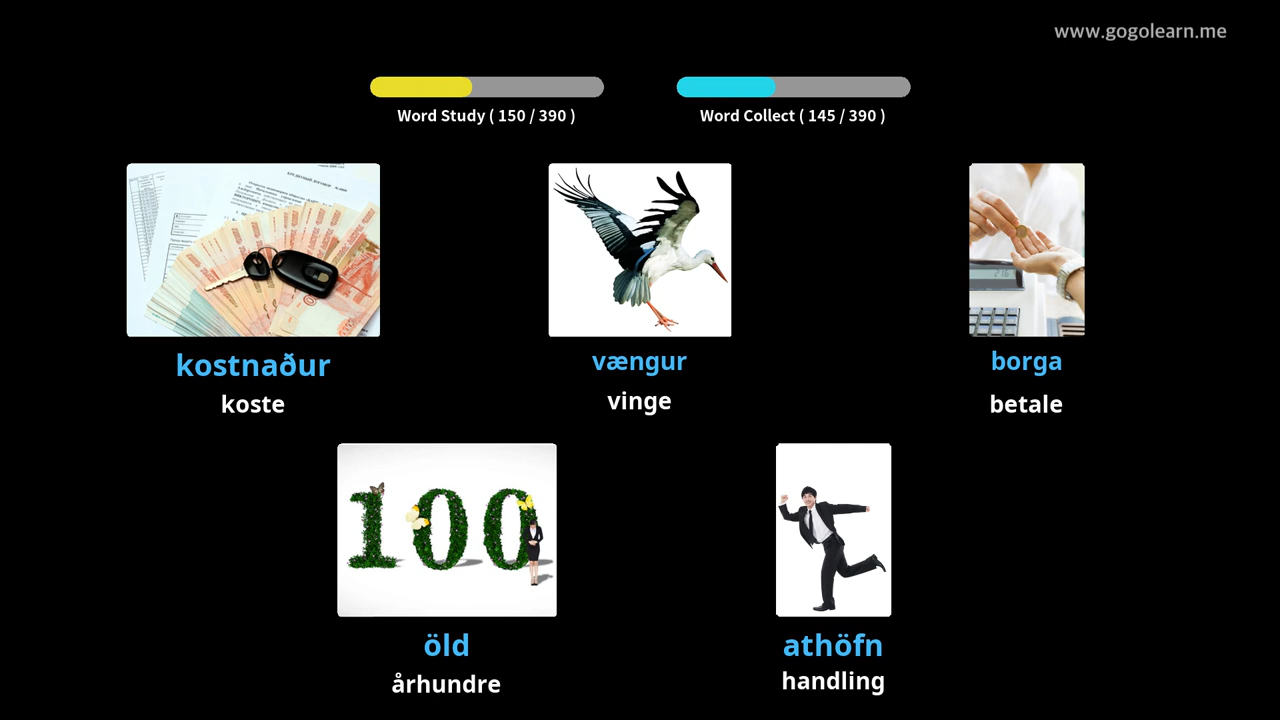 www.gogolearn.me
Word Study ( 150 / 390 )
Word Collect ( 145 / 390 )
kostnaður
koste
vængur
vinge
borga
betale
öld
århundre
athöfn
handling